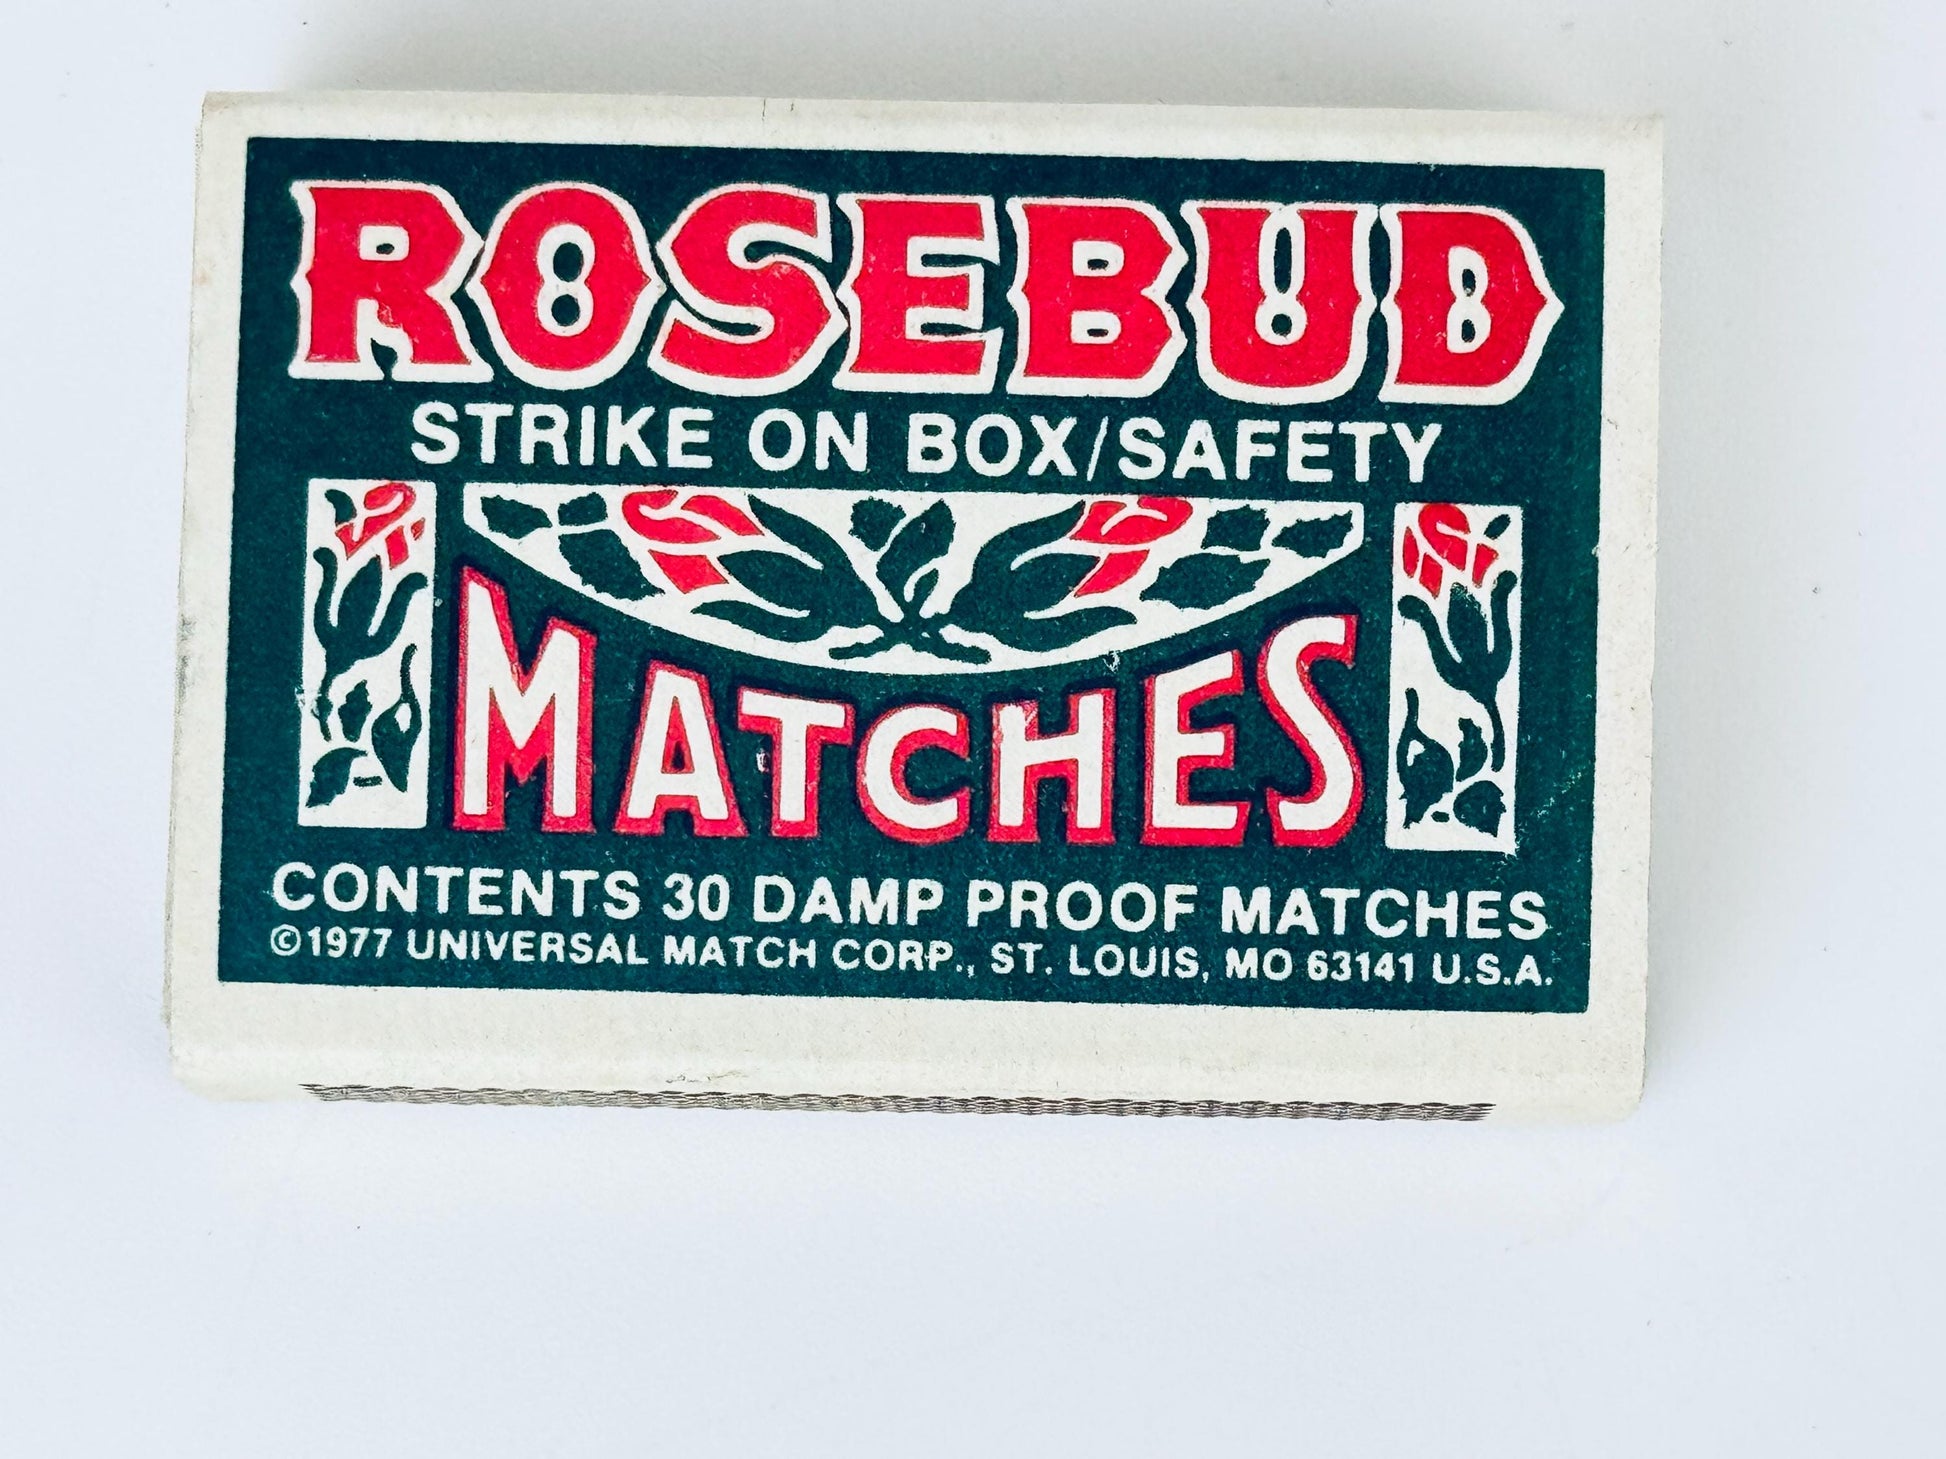 ROSEBUD
STRIKE ON BOX/SAFETY
MATCHES
CONTENTS 30 DAMP PROOF MATCHES
©1977 UNIVERSAL MATCH CORP., ST. LOUIS, MO 63141 U.S.A.